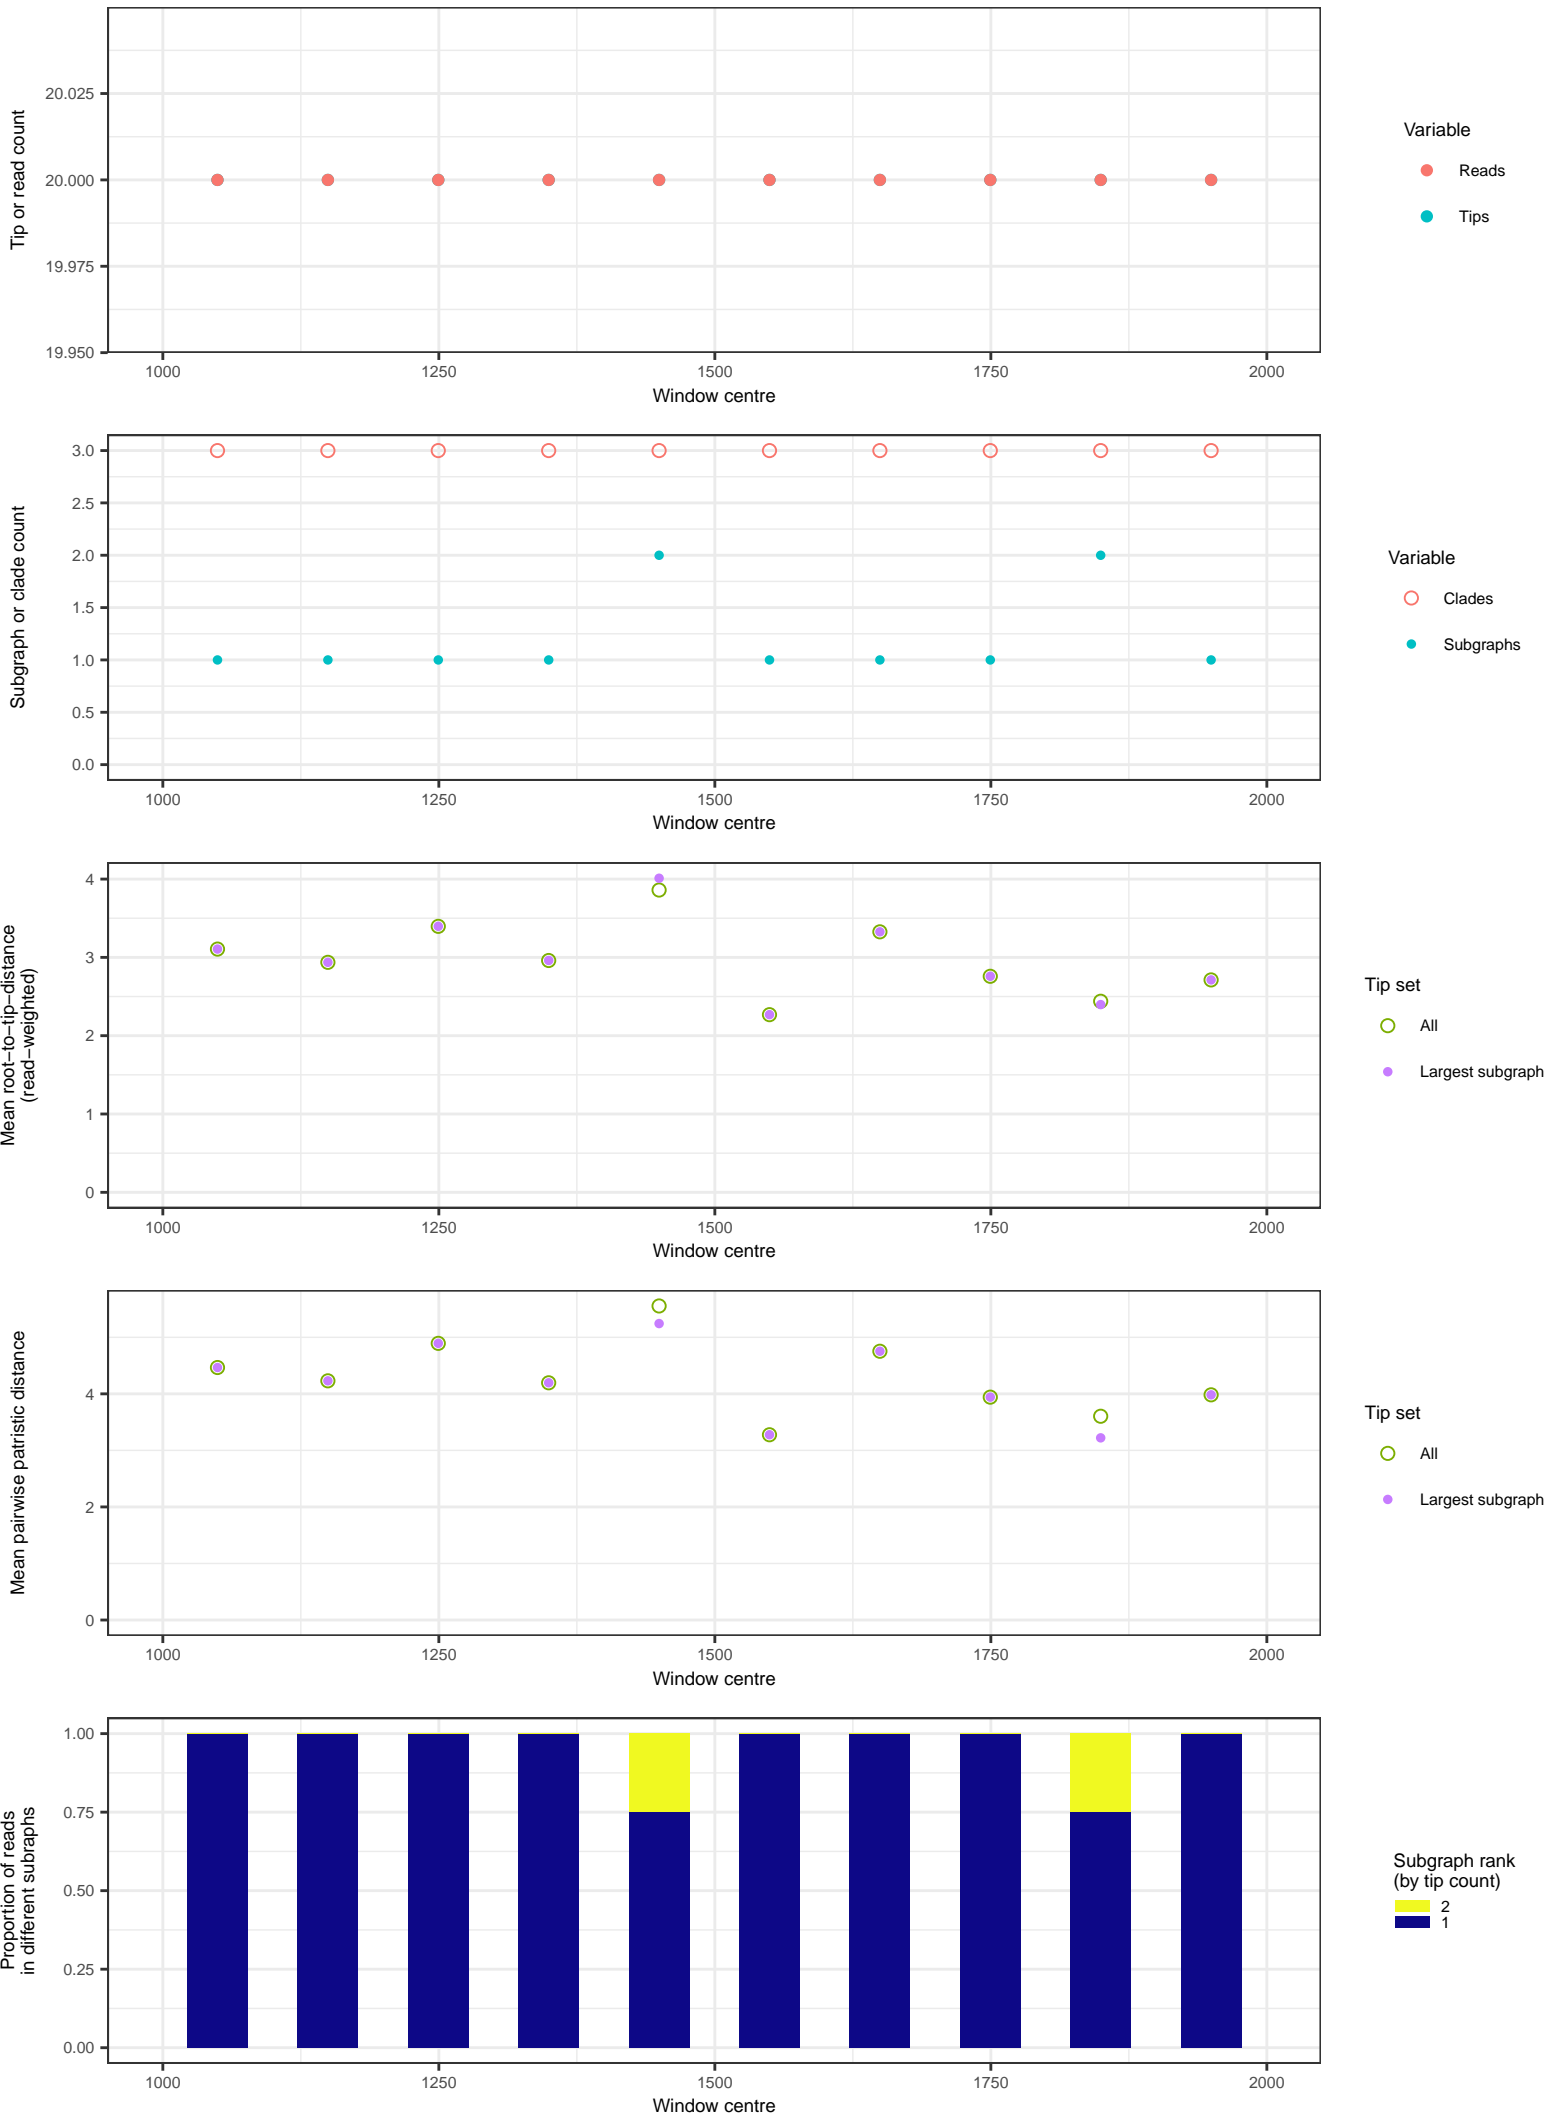 Tip or read count
20.025
20.000
19.975
19.950
1000 1250 1500 1750 2000
Window centre
Variable
Reads
Tips
Subgraph or clade count
3.0
2.5
2.0
1.5
1.0
0.5
0.0
1000 1250 1500 1750 2000
Window centre
Variable
Clades
Subgraphs
Mean root−to−tip−distance
(read−weighted)
4
3
2
1
0
1000 1250 1500 1750 2000
Window centre
Tip set
All
Largest subgraph
Mean pairwise patristic distance
4
2
0
1000 1250 1500 1750 2000
Window centre
Tip set
All
Largest subgraph
Proportion of reads
in different subraphs
1.00
0.75
0.50
0.25
0.00
1000 1250 1500 1750 2000
Window centre
Subgraph rank
(by tip count)
2
1